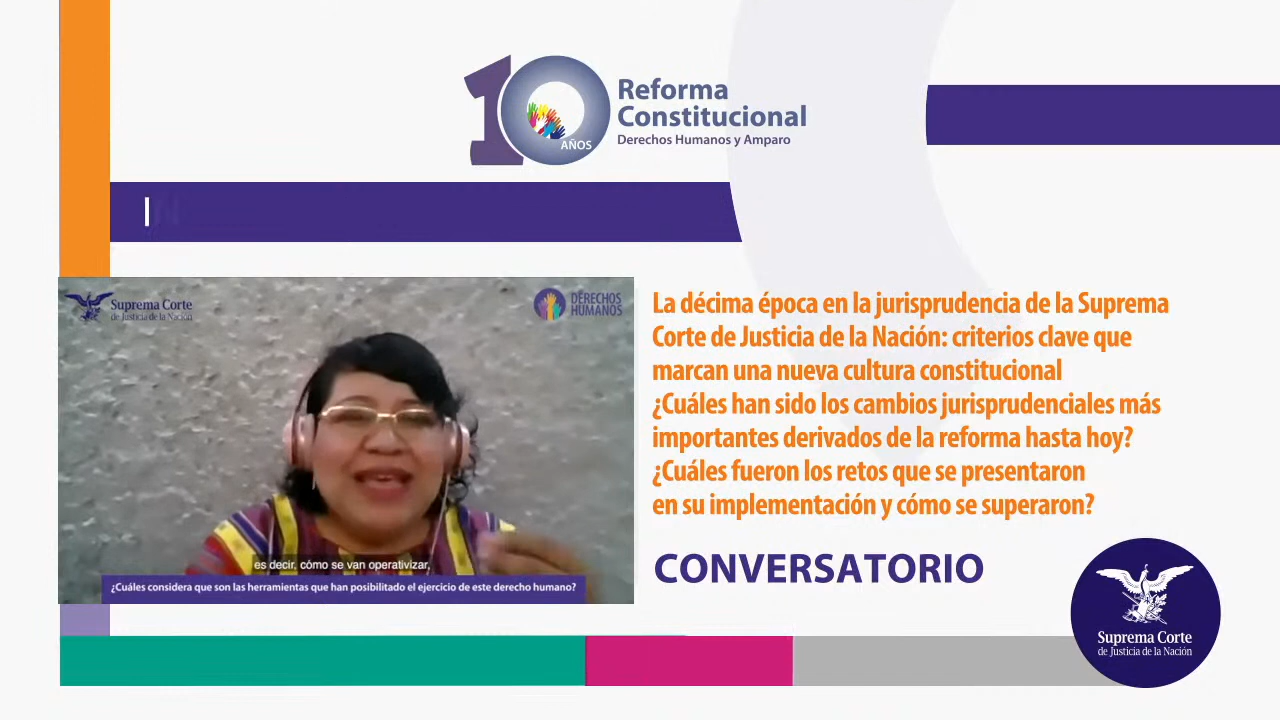 10
AÑOS
Reforma
Constitucional
Derechos Humanos y Amparo
Suprema Corte
de Justicia de la Nación
DERECHOS
HUMANOS
es decir, cómo se van operativizar,
¿Cuáles considera que son las herramientas que han posibilitado el ejercicio de este derecho humano?
La décima época en la jurisprudencia de la Suprema
Corte de Justicia de la Nación: criterios clave que
marcan una nueva cultura constitucional
¿Cuáles han sido los cambios jurisprudenciales más
importantes derivados de la reforma hasta hoy?
¿Cuáles fueron los retos que se presentaron
en su implementación y cómo se superaron?
CONVERSATORIO
Suprema Corte
de Justicia de la Nación